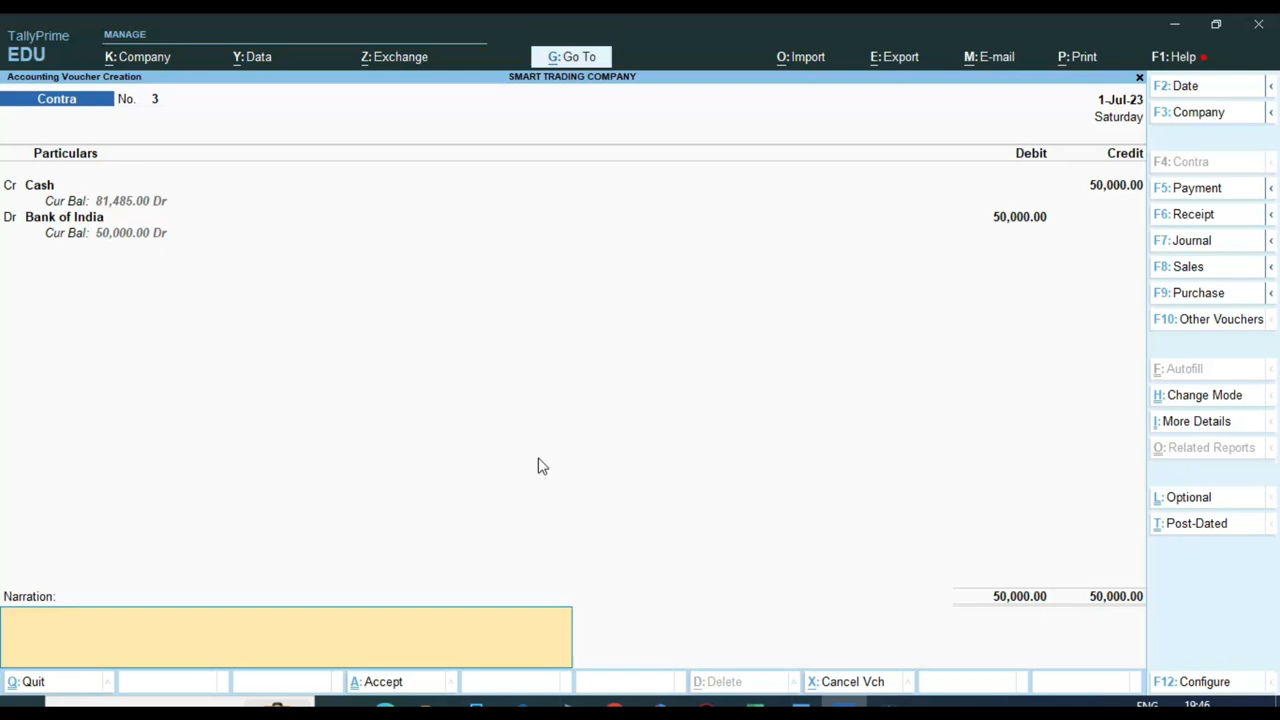 TallyPrime
EDU
MANAGE
K: Company
Y: Data
Z: Exchange
G: Go To
O: Import
E: Export
M: E-mail
P: Print
F1: Help
Accounting Voucher Creation
SMART TRADING COMPANY
Contra No. 3
1-Jul-23
Saturday
Particulars Debit Credit
Cr Cash 50,000.00
Cur Bal: 81,485.00 Dr
Dr Bank of India 50,000.00
Cur Bal: 50,000.00 Dr
Narration: 50,000.00 50,000.00
F2: Date
F3: Company
F4: Contra
F5: Payment
F6: Receipt
F7: Journal
F8: Sales
F9: Purchase
F10: Other Vouchers
F: Autofill
H: Change Mode
I: More Details
O: Related Reports
L: Optional
T: Post-Dated
Q: Quit
A: Accept
D: Delete
X: Cancel Vch
F12: Configure
ENG 19:46